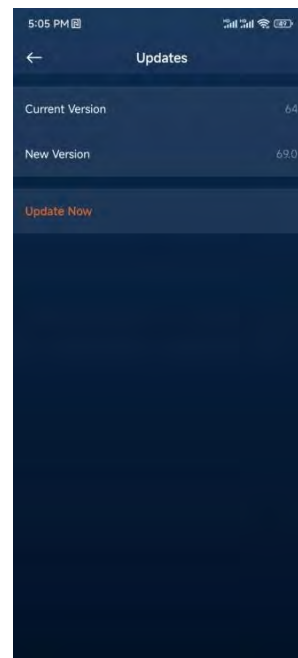 5:05 PM
Updates
Current Version 64
New Version 69.0
Update Now